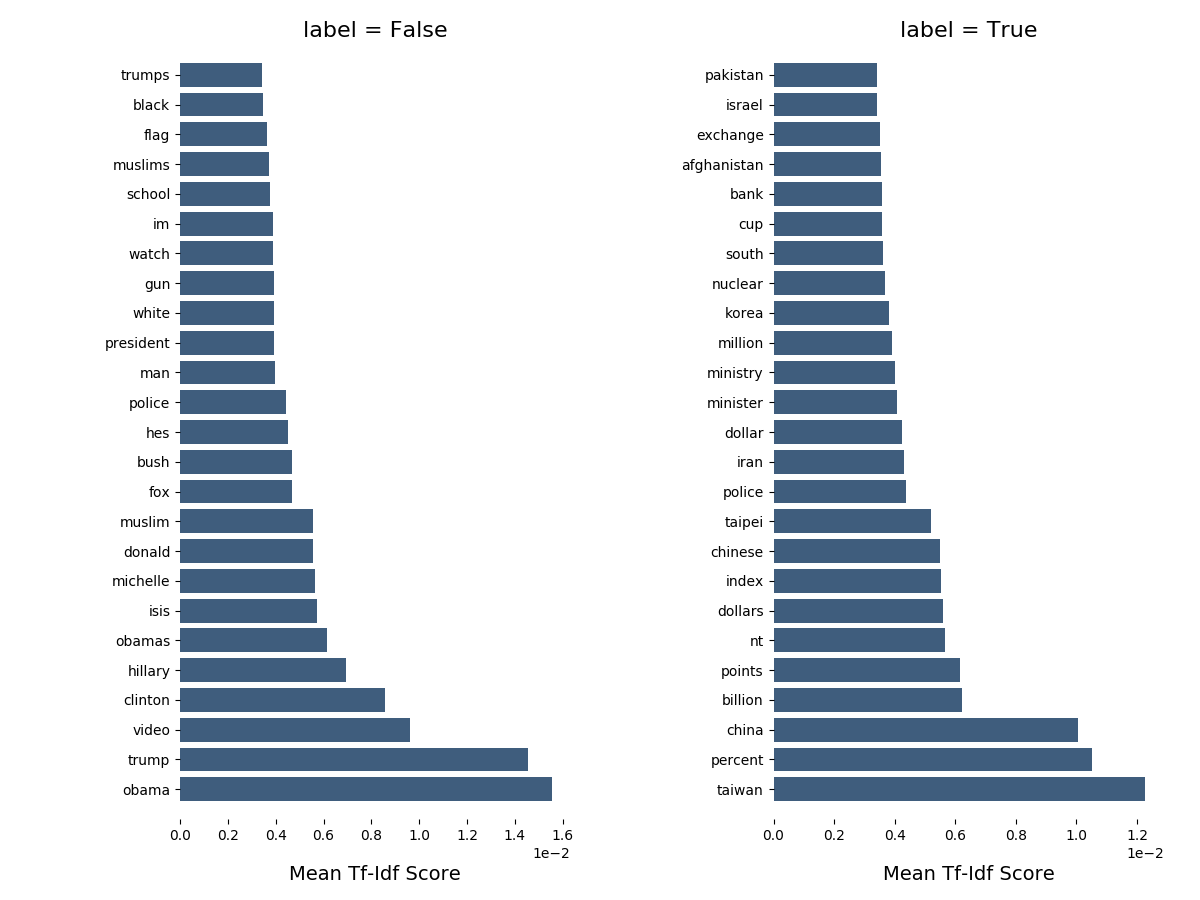 label = False
trumps
black
flag
muslims
school
im
watch
gun
white
president
man
police
hes
bush
fox
muslim
donald
michelle
isis
obamas
hillary
clinton
video
trump
obama
0.0 0.2 0.4 0.6 0.8 1.0 1.2 1.4 1.6
1e−2
Mean Tf-Idf Score
label = True
pakistan
israel
exchange
afghanistan
bank
cup
south
nuclear
korea
million
ministry
minister
dollar
iran
police
taipei
chinese
index
dollars
nt
points
billion
china
percent
taiwan
0.0 0.2 0.4 0.6 0.8 1.0 1.2
1e−2
Mean Tf-Idf Score